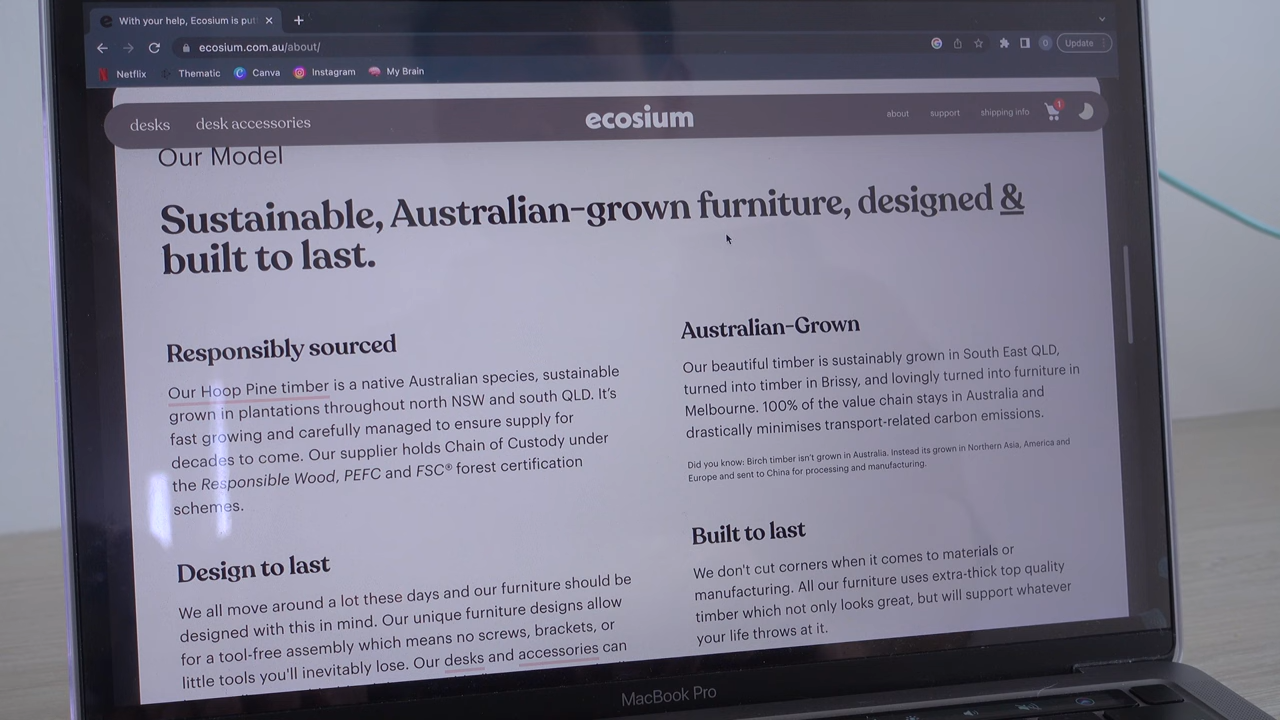 With your help, Ecosium is put
ecosium.com.au/about/
Update
Netflix
Thematic
Canva
Instagram
My Brain
desks
desk accessories
ecosium
about
support
shipping info
1
Our Model
Sustainable, Australian-grown furniture, designed &
built to last.
Responsibly sourced
Our Hoop Pine timber is a native Australian species, sustainable
grown in plantations throughout north NSW and south QLD. It's
fast growing and carefully managed to ensure supply for
decades to come. Our supplier holds Chain of Custody under
the Responsible Wood, PEFC and FSC® forest certification
schemes.
Australian-Grown
Our beautiful timber is sustainably grown in South East QLD,
turned into timber in Brissy, and lovingly turned into furniture in
Melbourne. 100% of the value chain stays in Australia and
drastically minimises transport-related carbon emissions.
Did you know: Birch timber isn't grown in Australia. Instead its grown in Northern Asia, America and
Europe and sent to China for processing and manufacturing.
Design to last
We all move around a lot these days and our furniture should be
designed with this in mind. Our unique furniture designs allow
for a tool-free assembly which means no screws, brackets, or
little tools you'll inevitably lose. Our desks and accessories can
Built to last
We don't cut corners when it comes to materials or
manufacturing. All our furniture uses extra-thick top quality
timber which not only looks great, but will support whatever
your life throws at it.
MacBook Pro